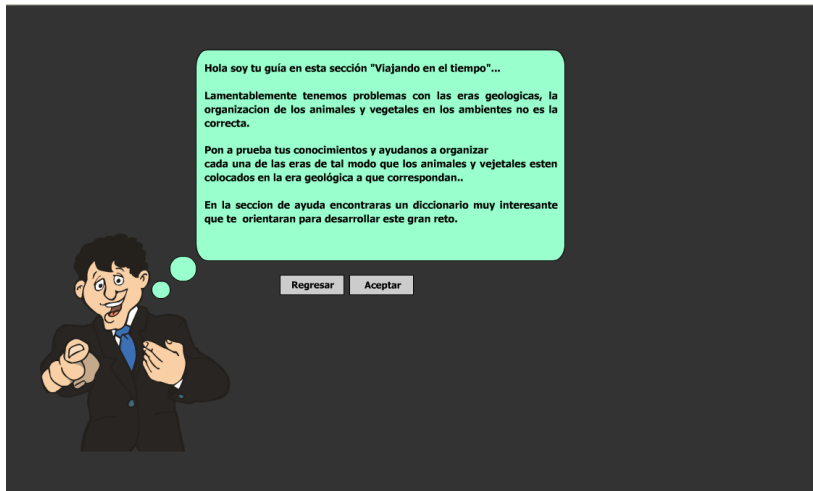 Hola soy tu guía en esta sección "Viajando en el tiempo"...
Lamentablemente tenemos problemas con las eras geologicas, la
organizacion de los animales y vegetales en los ambientes no es la
correcta.
Pon a prueba tus conocimientos y ayudanos a organizar
cada una de las eras de tal modo que los animales y vejetales esten
colocados en la era geológica a que correspondan..
En la seccion de ayuda encontraras un diccionario muy interesante
que te orientaran para desarrollar este gran reto.
Regresar Aceptar